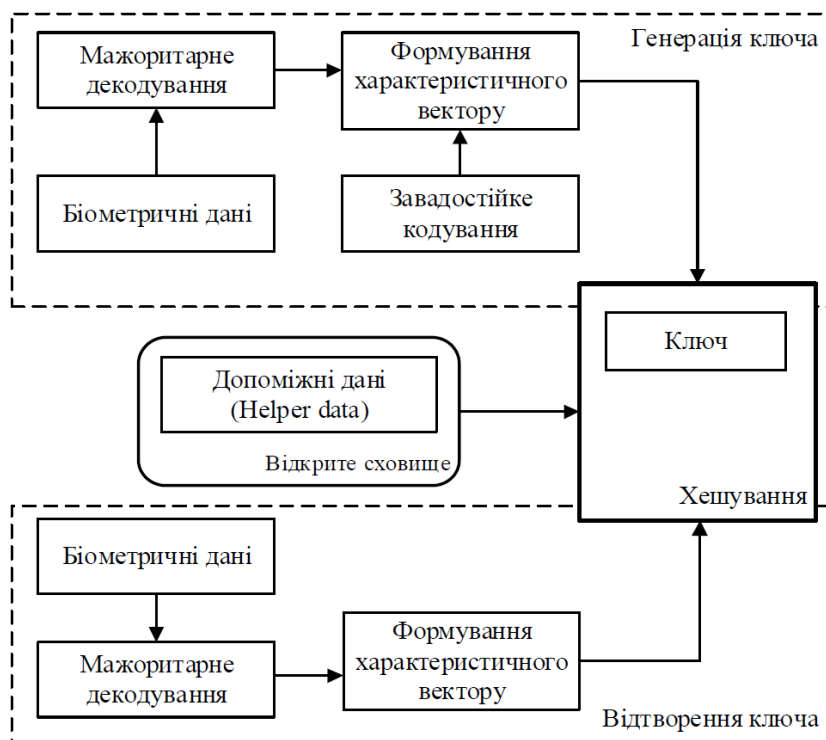 Генерація ключа
Мажоритарне
декодування
Формування
характеристичного
вектору
Біометричні дані
Завадостійке
кодування
Ключ
Допоміжні дані
(Helper data)
Відкрите сховище
Хешування
Біометричні дані
Мажоритарне
декодування
Формування
характеристичного
вектору
Відтворення ключа